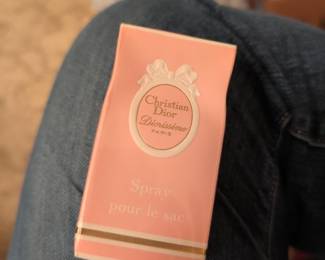 Christian
Dior
Diorissimo
PARIS
Spray
pour le sac